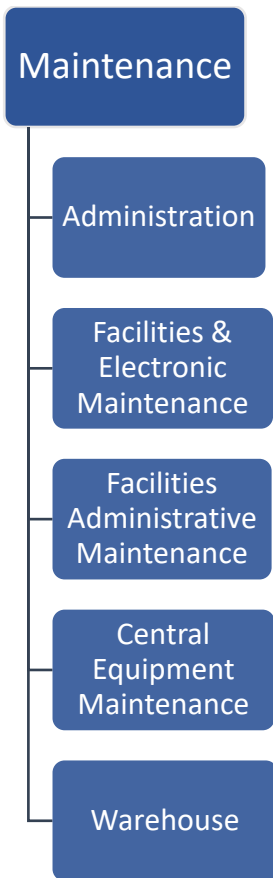 Maintenance
Administration
Facilities &
Electronic
Maintenance
Facilities
Administrative
Maintenance
Central
Equipment
Maintenance
Warehouse